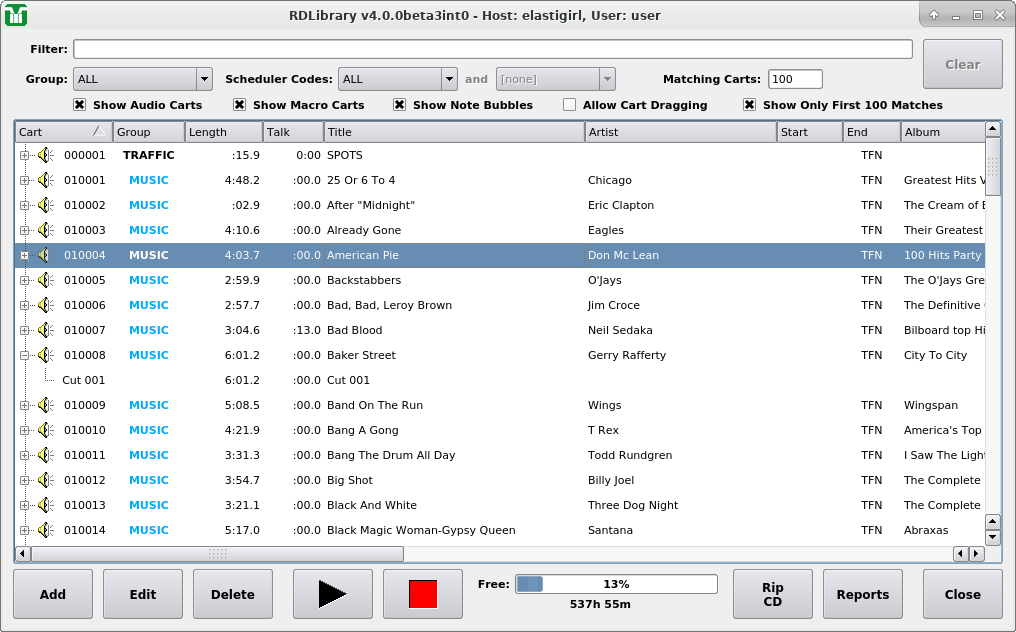 RDLibrary v4.0.0beta3int0 - Host: elastigirl, User: user
Filter:
Clear
Group: ALL Scheduler Codes: ALL and [none] Matching Carts: 100
Show Audio Carts Show Macro Carts Show Note Bubbles Allow Cart Dragging Show Only First 100 Matches
Cart Group Length Talk Title Artist Start End Album
000001 TRAFFIC :15.9 0:00 SPOTS TFN
010001 MUSIC 4:48.2 :00.0 25 Or 6 To 4 Chicago TFN Greatest Hits V
010002 MUSIC :02.9 :00.0 After "Midnight" Eric Clapton TFN The Cream of E
010003 MUSIC 4:10.6 :00.0 Already Gone Eagles TFN Their Greatest
010004 MUSIC 4:03.7 :00.0 American Pie Don Mc Lean TFN 100 Hits Party
010005 MUSIC 2:59.9 :00.0 Backstabbers O'Jays TFN The O'Jays Gre
010006 MUSIC 2:57.7 :00.0 Bad, Bad, Leroy Brown Jim Croce TFN The Definitive
010007 MUSIC 3:04.6 :13.0 Bad Blood Neil Sedaka TFN Bilboard top Hi
010008 MUSIC 6:01.2 :00.0 Baker Street Gerry Rafferty TFN City To City
Cut 001 6:01.2 :00.0 Cut 001
010009 MUSIC 5:08.5 :00.0 Band On The Run Wings TFN Wingspan
010010 MUSIC 4:21.9 :00.0 Bang A Gong T Rex TFN America's Top
010011 MUSIC 3:31.3 :00.0 Bang The Drum All Day Todd Rundgren TFN I Saw The Light
010012 MUSIC 3:54.7 :00.0 Big Shot Billy Joel TFN The Complete
010013 MUSIC 3:21.1 :00.0 Black And White Three Dog Night TFN The Complete
010014 MUSIC 5:17.0 :00.0 Black Magic Woman-Gypsy Queen Santana TFN Abraxas
Add Edit Delete Free: 13% Rip CD Reports Close
537h 55m